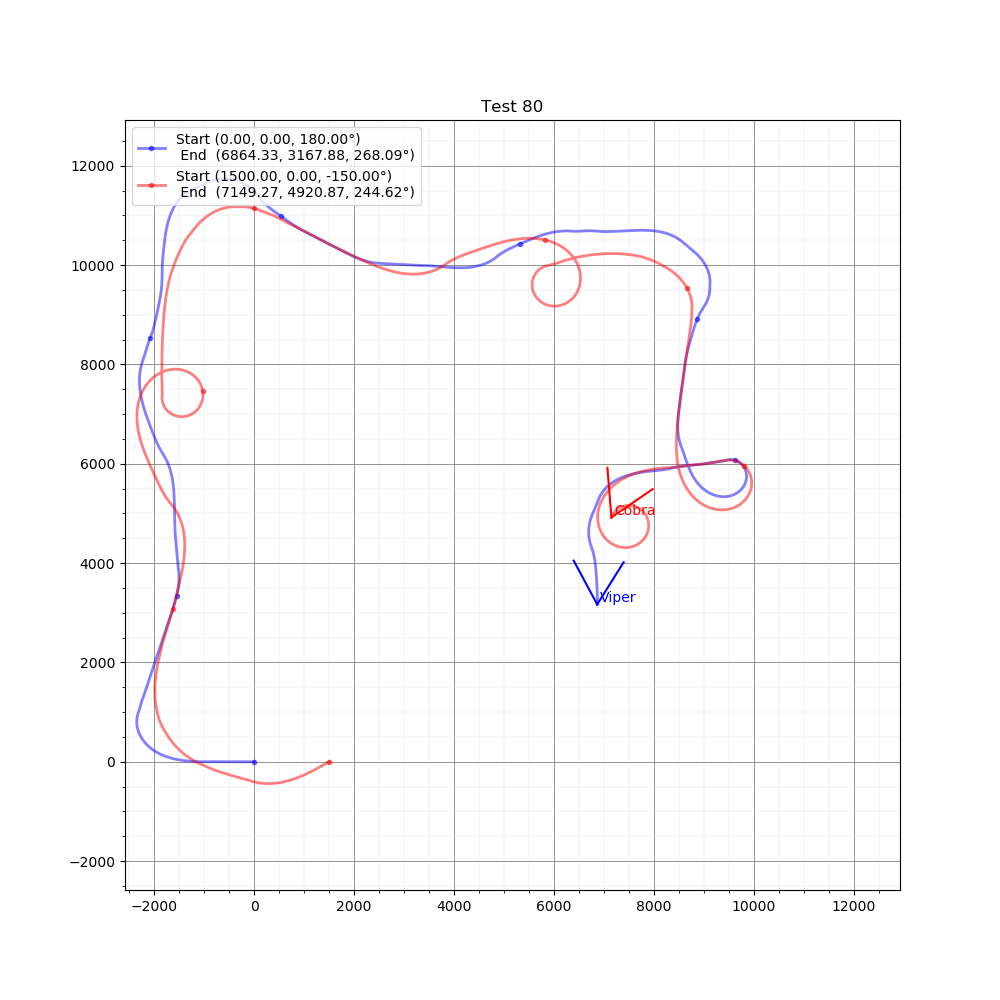 Test 80
Start (0.00, 0.00, 180.00°)
End (6864.33, 3167.88, 268.09°)
Start (1500.00, 0.00, -150.00°)
End (7149.27, 4920.87, 244.62°)
12000
10000
8000
6000
4000
2000
0
−2000
Cobra
Viper
−2000 0 2000 4000 6000 8000 10000 12000